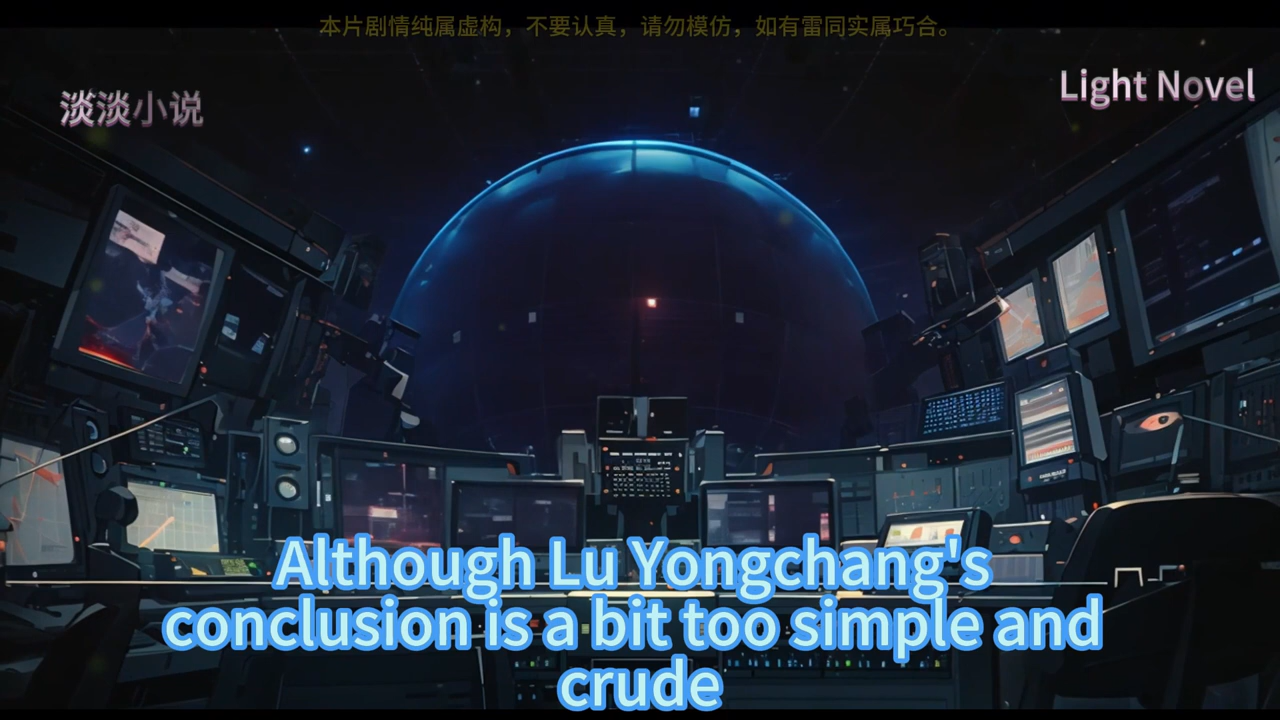 本片剧情纯属虚构，不要认真，请勿模仿，如有雷同实属巧合。
淡淡小说
Light Novel
Although Lu Yongchang's
conclusion is a bit too simple and
crude